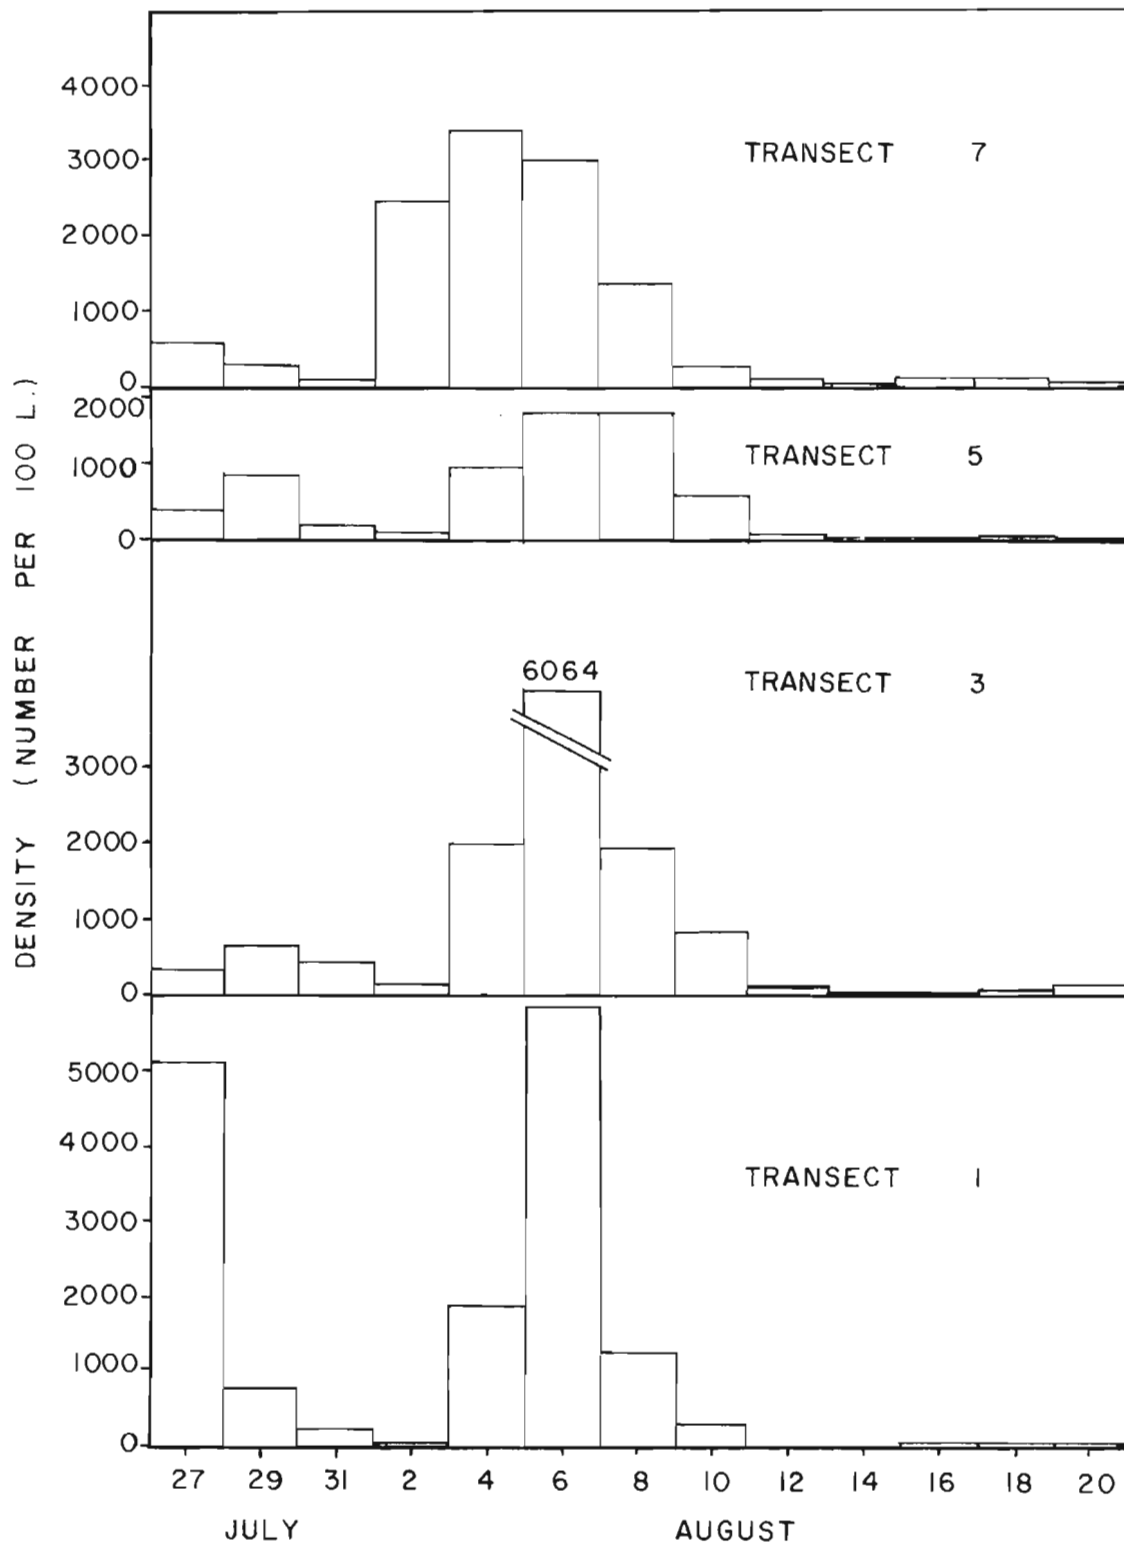 DENSITY (NUMBER PER 100 L.)
4000
3000
2000
1000
0
TRANSECT 7
2000
1000
0
TRANSECT 5
6064
3000
2000
1000
0
TRANSECT 3
5000
4000
3000
2000
1000
0
TRANSECT 1
27 29 31 2 4 6 8 10 12 14 16 18 20
JULY AUGUST